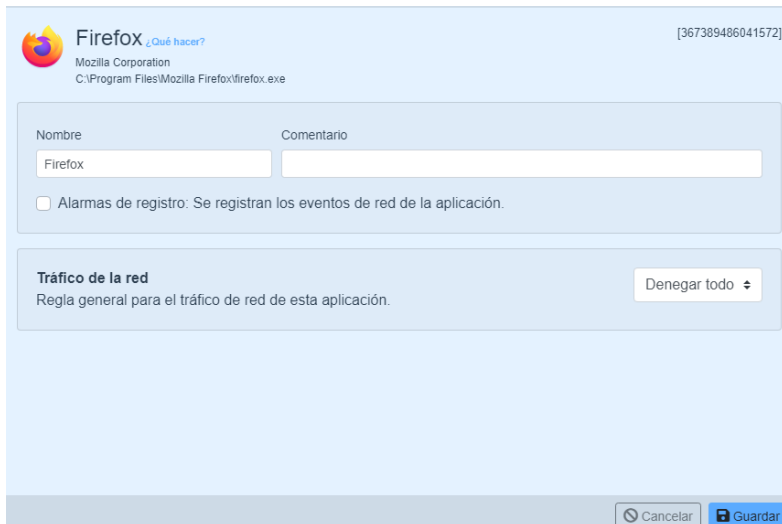 Firefox ¿Qué hacer? [367389486041572]
Mozilla Corporation
C:\Program Files\Mozilla Firefox\firefox.exe
Nombre Comentario
Firefox
Alarmas de registro: Se registran los eventos de red de la aplicación.
Tráfico de la red
Denegar todo
Regla general para el tráfico de red de esta aplicación.
Cancelar Guardar